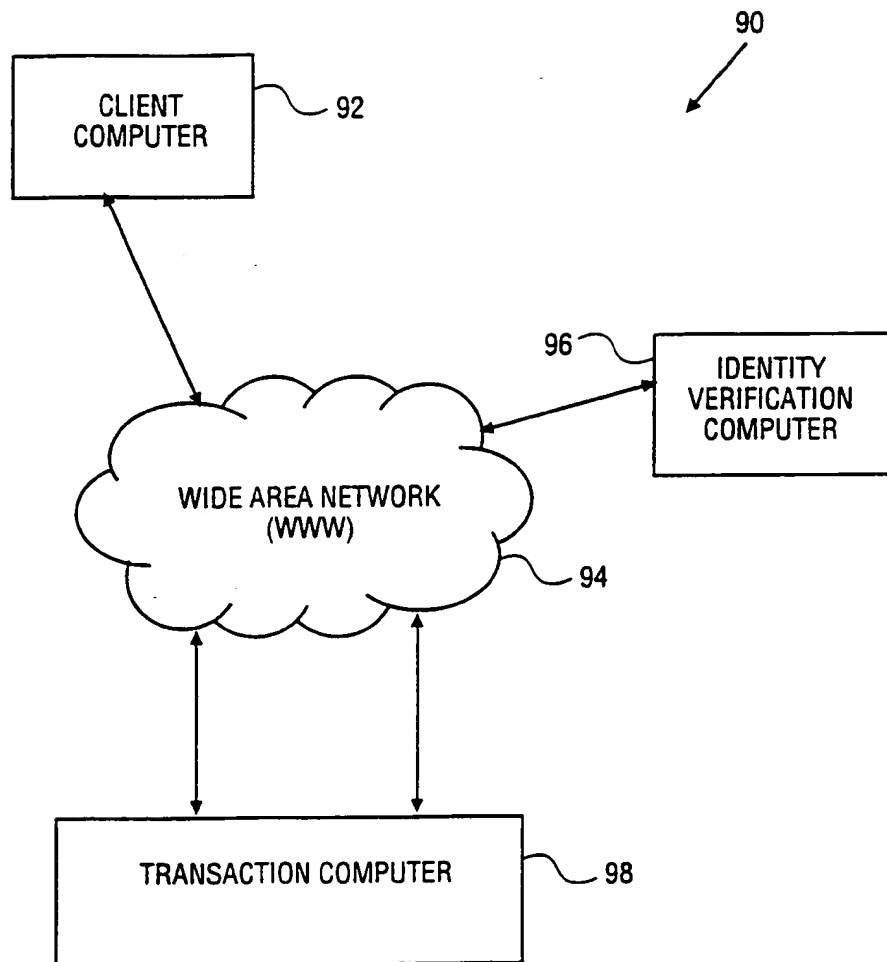 90
CLIENT
COMPUTER
92
96
IDENTITY
VERIFICATION
COMPUTER
WIDE AREA NETWORK
(WWW)
94
TRANSACTION COMPUTER
98